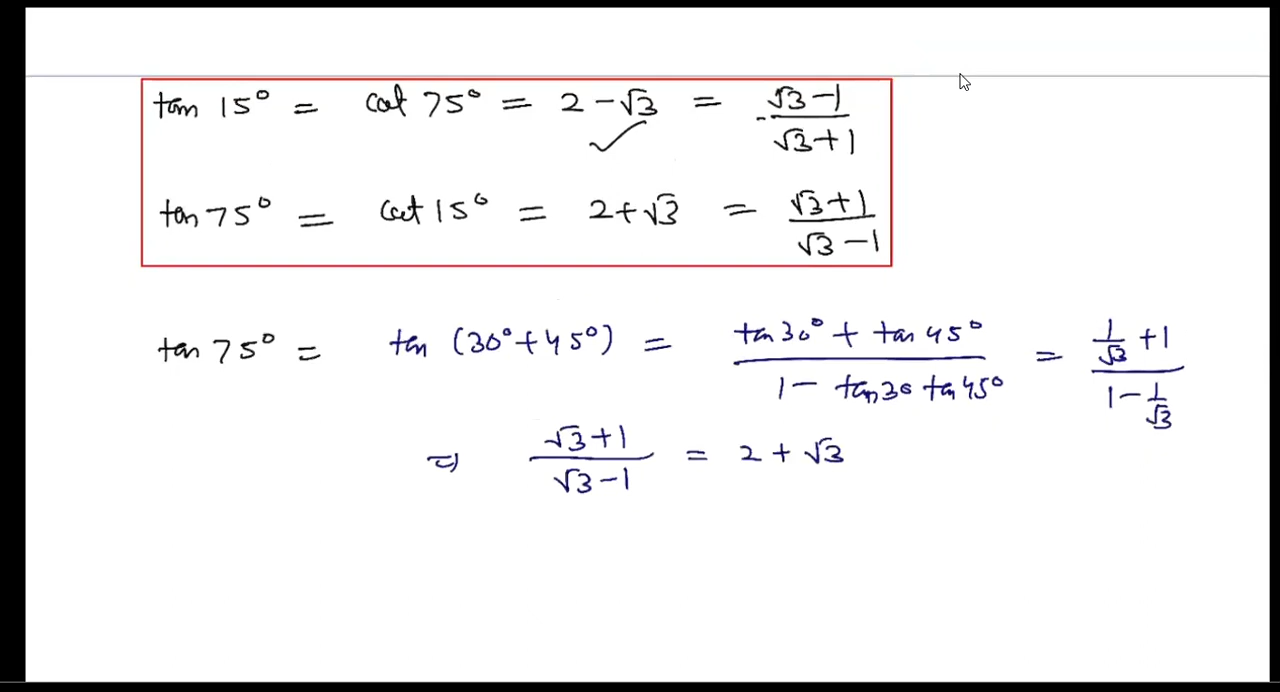 tan 15° = cot 75° = 2 - √3 = √3 - 1 / √3 + 1
tan 75° = cot 15° = 2 + √3 = √3 + 1 / √3 - 1
tan 75° = tan (30° + 45°) = tan 30° + tan 45° / 1 - tan 30 tan 45° = 1/√3 + 1 / 1 - 1/√3
⇒ √3 + 1 / √3 - 1 = 2 + √3